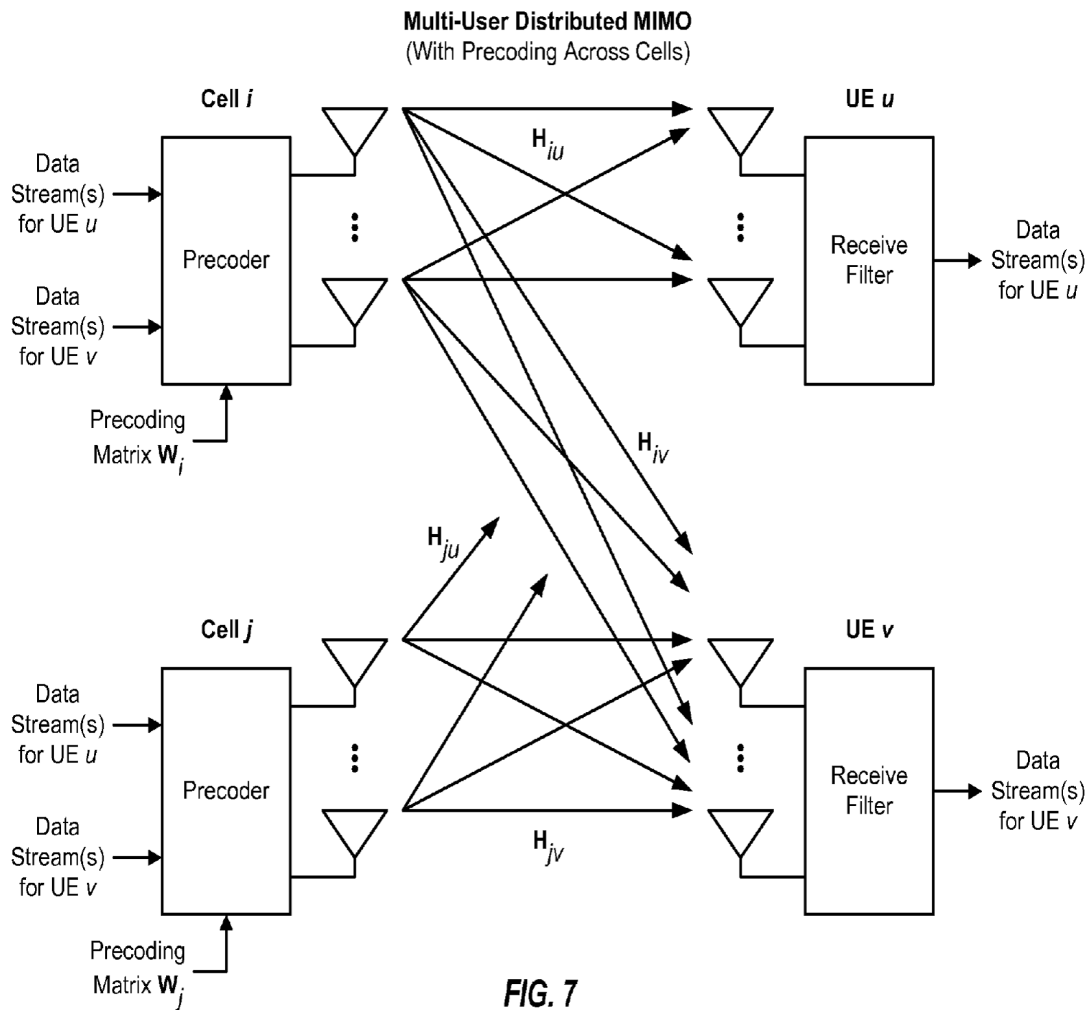 Multi-User Distributed MIMO
(With Precoding Across Cells)
Cell i
UE u
Data
Stream(s)
for UE u
Data
Stream(s)
for UE v
Precoder
Precoding
Matrix W_i
H_iu
Receive
Filter
Data
Stream(s)
for UE u
H_iv
H_ju
Cell j
UE v
Data
Stream(s)
for UE u
Data
Stream(s)
for UE v
Precoder
Precoding
Matrix W_j
H_jv
Receive
Filter
Data
Stream(s)
for UE v
FIG. 7